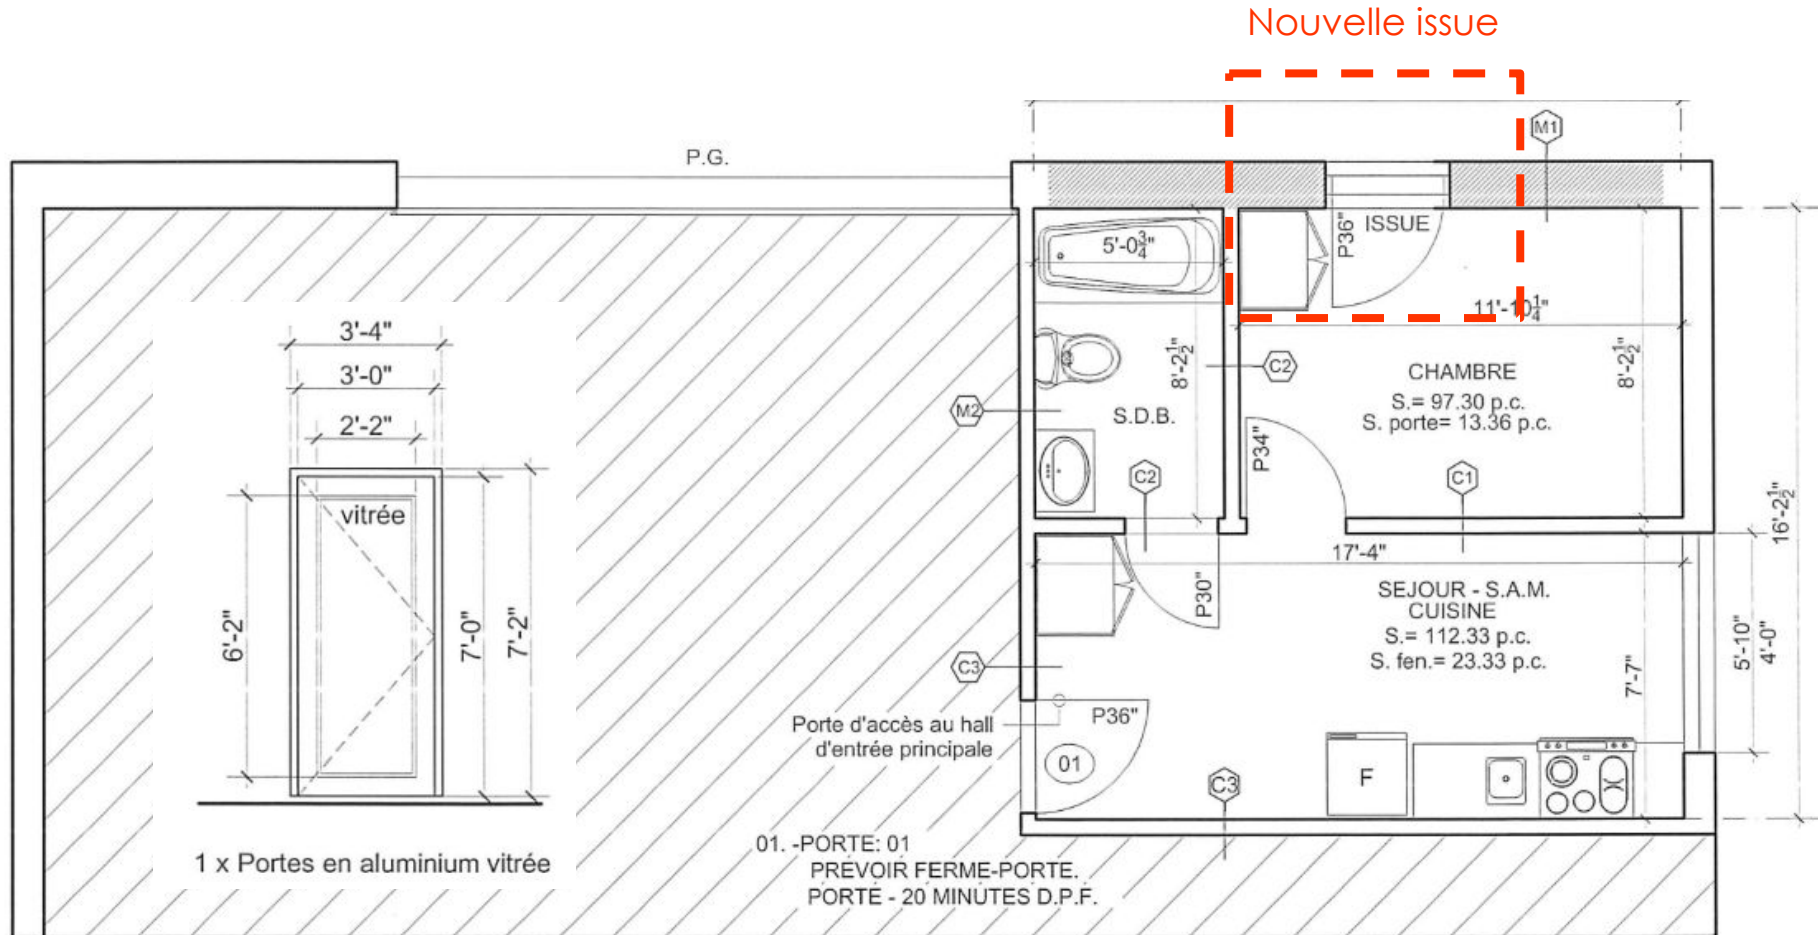 Nouvelle issue
M1
P.G.
P36"
ISSUE
5'-0¾"
11'-10¼"
3'-4"
3'-0"
2'-2"
vitrée
6'-2"
7'-0"
7'-2"
1 x Portes en aluminium vitrée
8'-2½"
C2
CHAMBRE
S.= 97.30 p.c.
S. porte= 13.36 p.c.
8'-2½"
M2
S.D.B.
P34"
C2
C1
16'-2½"
17'-4"
P30"
SEJOUR - S.A.M.
CUISINE
S.= 112.33 p.c.
S. fen.= 23.33 p.c.
C3
7'-7"
5'-10"
4'-0"
Porte d'accès au hall
d'entrée principale
P36"
01
F
C3
01. -PORTE: 01
PREVOIR FERME-PORTE.
PORTE - 20 MINUTES D.P.F.